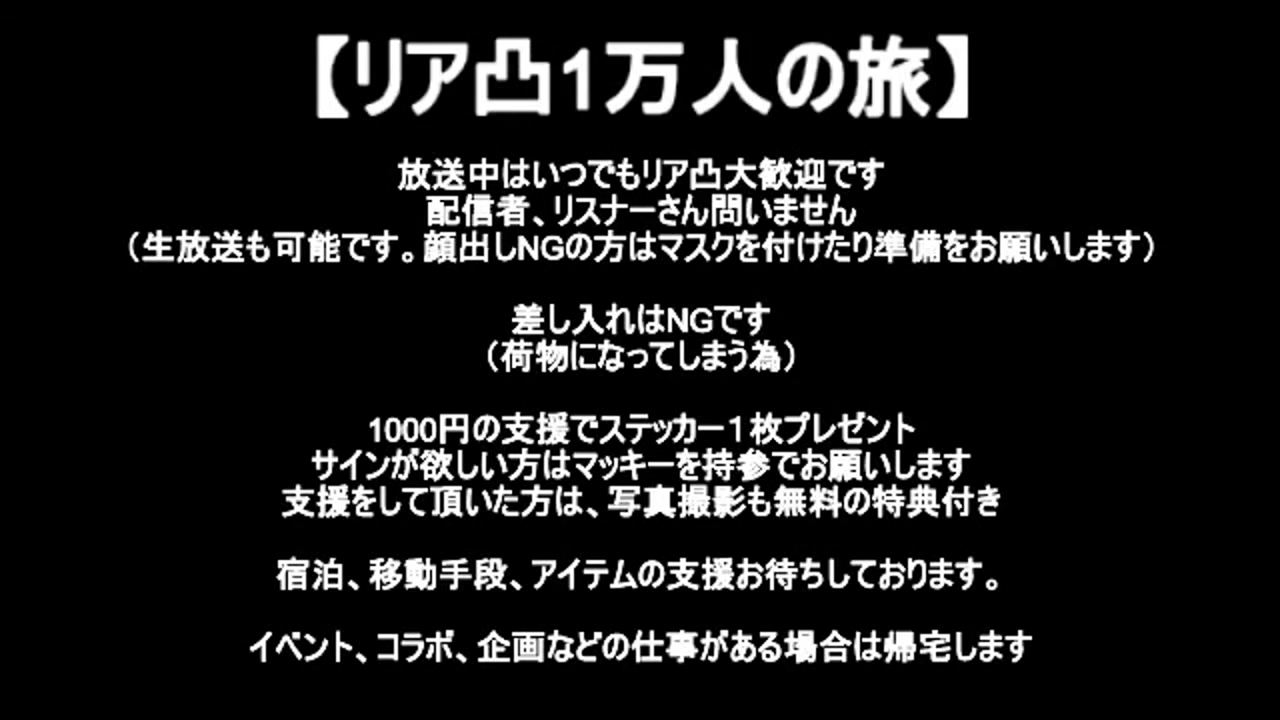 【リア凸1万人の旅】
放送中はいつでもリア凸大歓迎です
配信者、リスナーさん問いません
（生放送も可能です。顔出しNGの方はマスクを付けたり準備をお願いします）
差し入れはNGです
（荷物になってしまう為）
1000円の支援でステッカー１枚プレゼント
サインが欲しい方はマッキーを持参でお願いします
支援をして頂いた方は、写真撮影も無料の特典付き
宿泊、移動手段、アイテムの支援お待ちしております。
イベント、コラボ、企画などの仕事がある場合は帰宅します